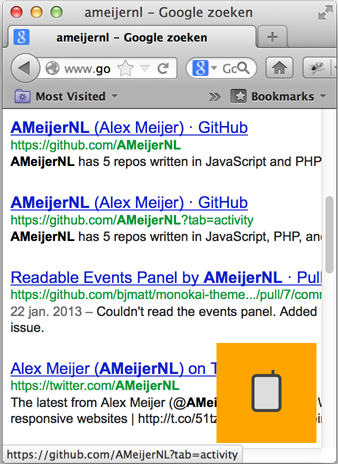 ameijernl – Google zoeken
ameijernl – Google zoeken
www.go
Go
Most Visited
Bookmarks
AMeijerNL (Alex Meijer) · GitHub
https://github.com/AMeijerNL
AMeijerNL has 5 repos written in JavaScript and PHP
AMeijerNL (Alex Meijer) · GitHub
https://github.com/AMeijerNL?tab=activity
AMeijerNL has 5 repos written in JavaScript, PHP, an
Readable Events Panel by AMeijerNL · Pull
https://github.com/bjmatt/monokai-theme.../pull/7/com
22 jan. 2013 – Couldn't read the events panel. Added
issue.
Alex Meijer (AMeijerNL) on T
https://twitter.com/AMeijerNL
The latest from Alex Meijer (@AMei
responsive websites | http://t.co/51tz
https://github.com/AMeijerNL?tab=activity